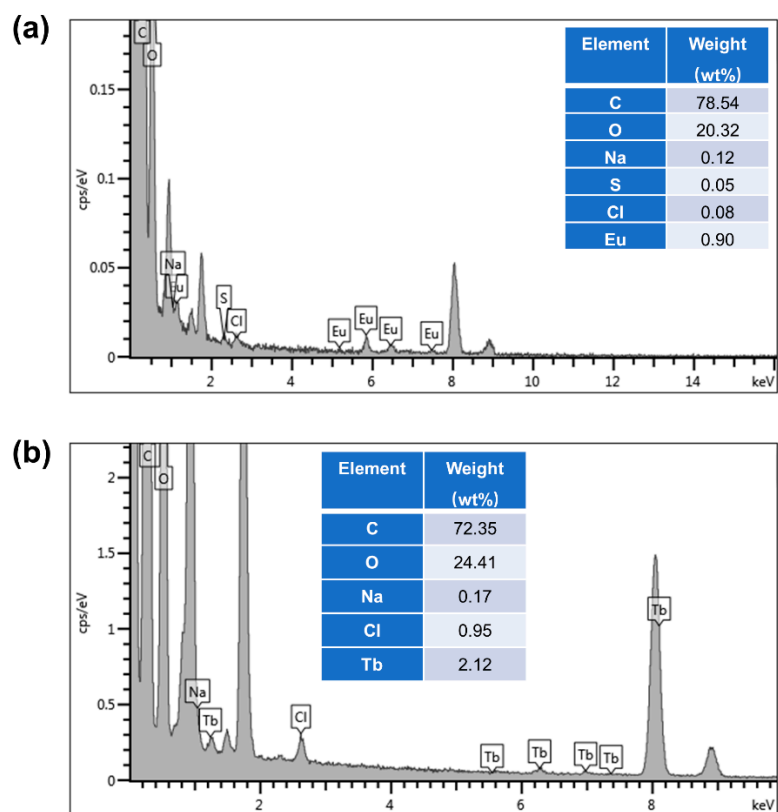 (a)
C
O
0.15
0.1
0.05
0
cps/eV
Na
Eu
S
Cl
Eu
Eu
Eu
Eu
2
4
6
8
10
12
14
keV
Element Weight
(wt%)
C 78.54
O 20.32
Na 0.12
S 0.05
Cl 0.08
Eu 0.90
(b)
C
O
2
1.5
1
0.5
0
cps/eV
Na
Tb
Cl
Tb
Tb
Tb
Tb
Tb
2
4
6
8
keV
Element Weight
(wt%)
C 72.35
O 24.41
Na 0.17
Cl 0.95
Tb 2.12